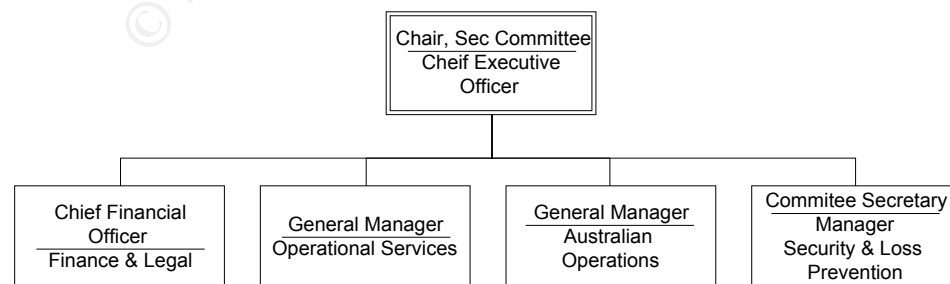 ©
Chair, Sec Committee
Cheif Executive
Officer
Chief Financial
Officer
Finance & Legal
General Manager
Operational Services
General Manager
Australian
Operations
Commitee Secretary
Manager
Security & Loss
Prevention